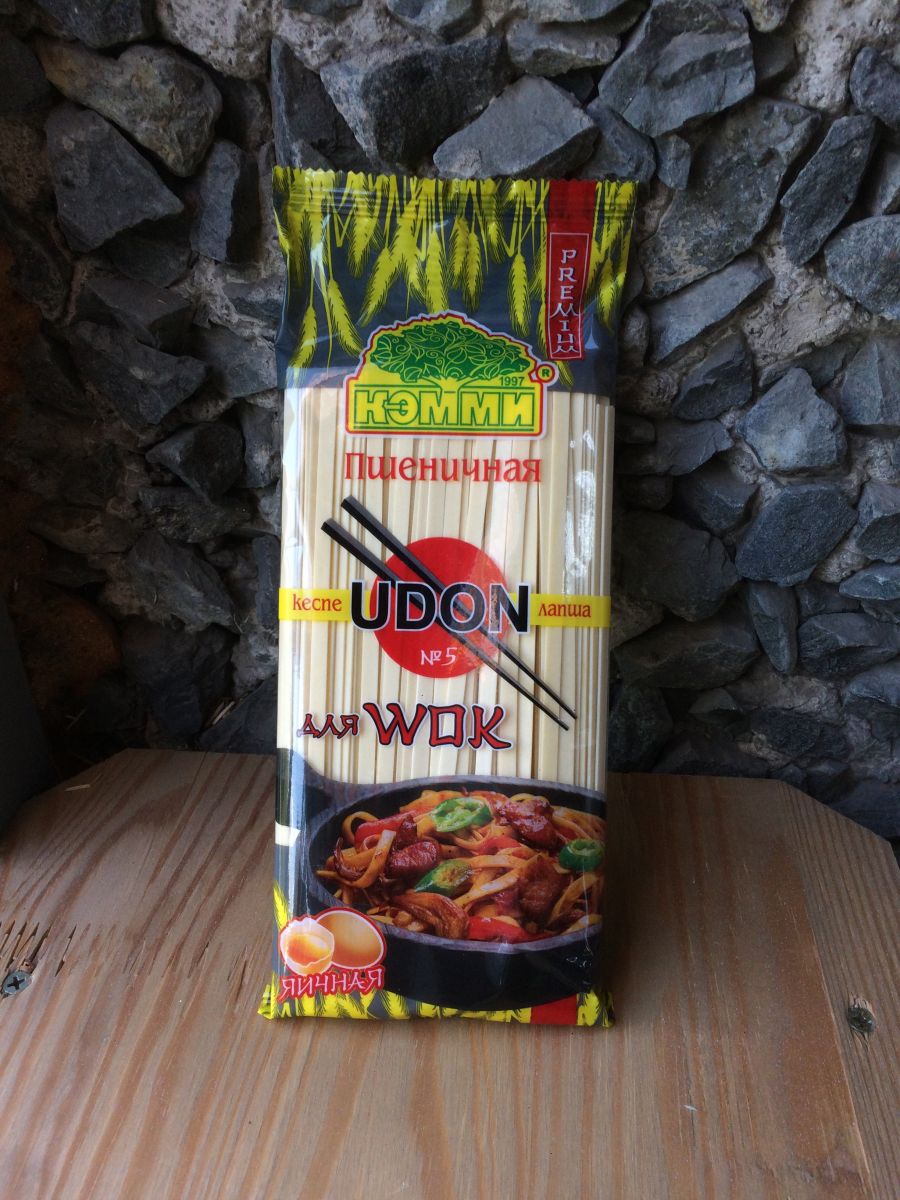 PREMIUM
1997
®
КЭММИ
Пшеничная
кеспе UDON лапша
№5
для WOK
ЯИЧНАЯ